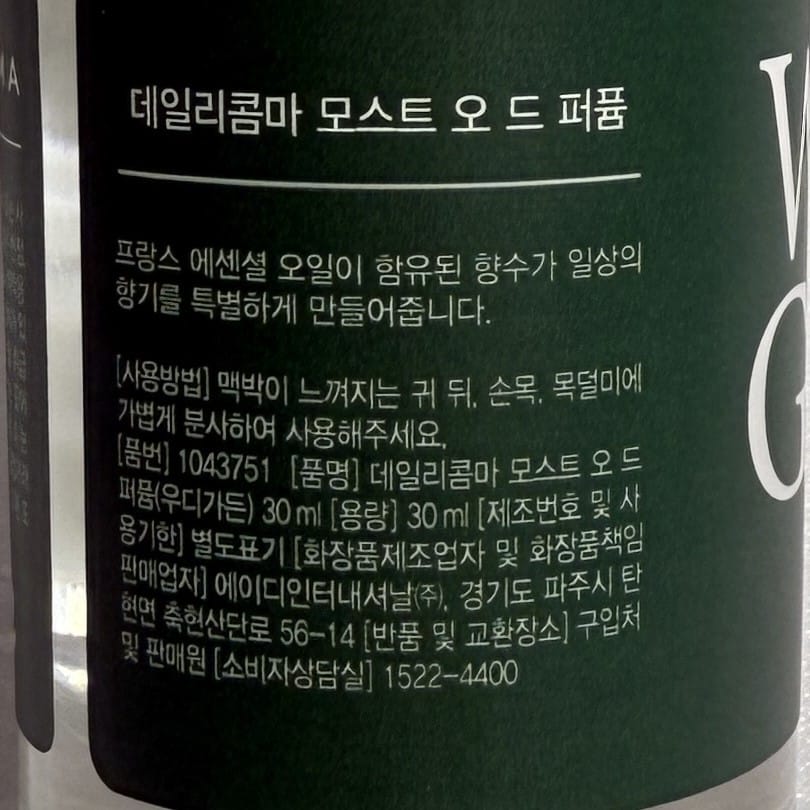 데일리콤마 모스트 오 드 퍼퓸
프랑스 에센셜 오일이 함유된 향수가 일상의
향기를 특별하게 만들어줍니다.
[사용방법] 맥박이 느껴지는 귀 뒤, 손목, 목덜미에
가볍게 분사하여 사용해주세요.
[품번] 1043751 [품명] 데일리콤마 모스트 오 드
퍼퓸(우디가든) 30ml [용량] 30ml [제조번호 및 사
용기한] 별도표기 [화장품제조업자 및 화장품책임
판매업자] 에이디인터내셔날㈜, 경기도 파주시 탄
현면 축현산단로 56-14 [반품 및 교환장소] 구입처
및 판매원 [소비자상담실] 1522-4400
W
G